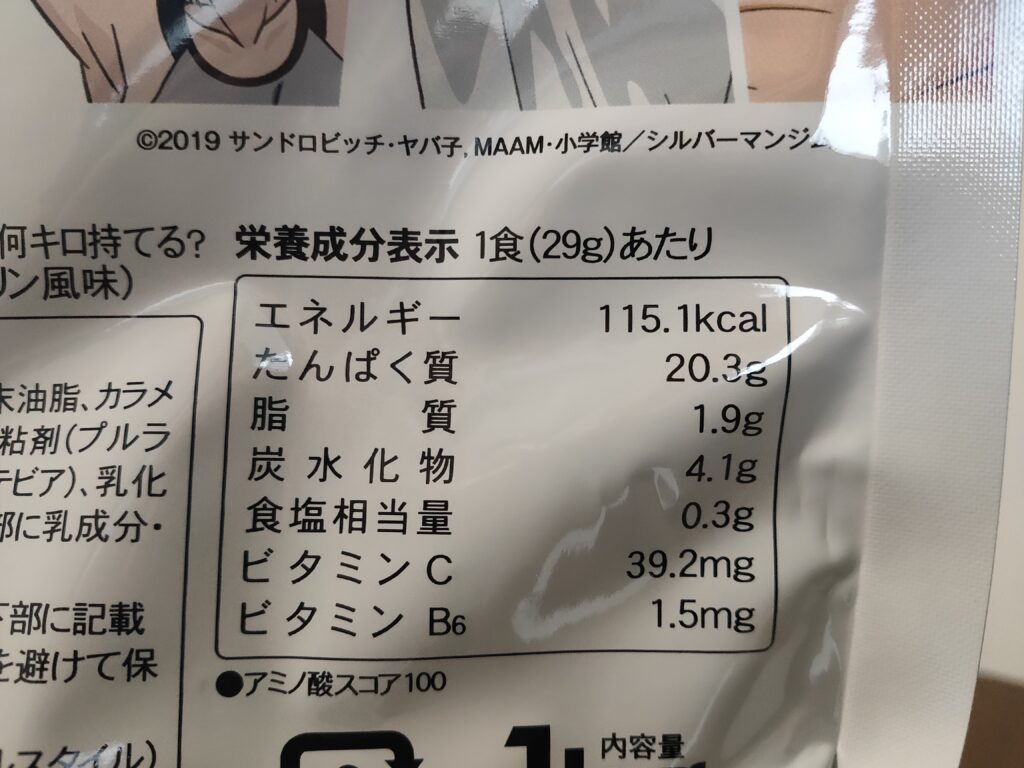 ©2019 サンドロビッチ・ヤバ子, MAAM・小学館／シルバーマンジ
何キロ持てる?
リン風味)
末油脂、カラメ
粘剤(プルラ
テビア)、乳化
部に乳成分・
下部に記載
を避けて保
ルスタイル)
栄養成分表示 1食(29g)あたり
エネルギー 115.1kcal
たんぱく質 20.3g
脂質 1.9g
炭水化物 4.1g
食塩相当量 0.3g
ビタミンC 39.2mg
ビタミン B6 1.5mg
●アミノ酸スコア100
内容量